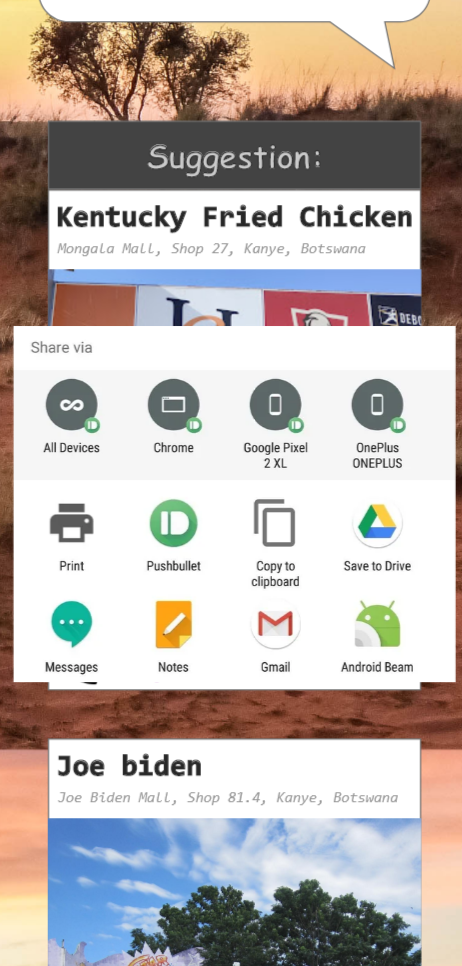 Suggestion:
Kentucky Fried Chicken
Mongala Mall, Shop 27, Kanye, Botswana
DEBO
Share via
All Devices
Chrome
Google Pixel
2 XL
OnePlus
ONEPLUS
Print
Pushbullet
Copy to
clipboard
Save to Drive
Messages
Notes
Gmail
Android Beam
Joe biden
Joe Biden Mall, Shop 81.4, Kanye, Botswana